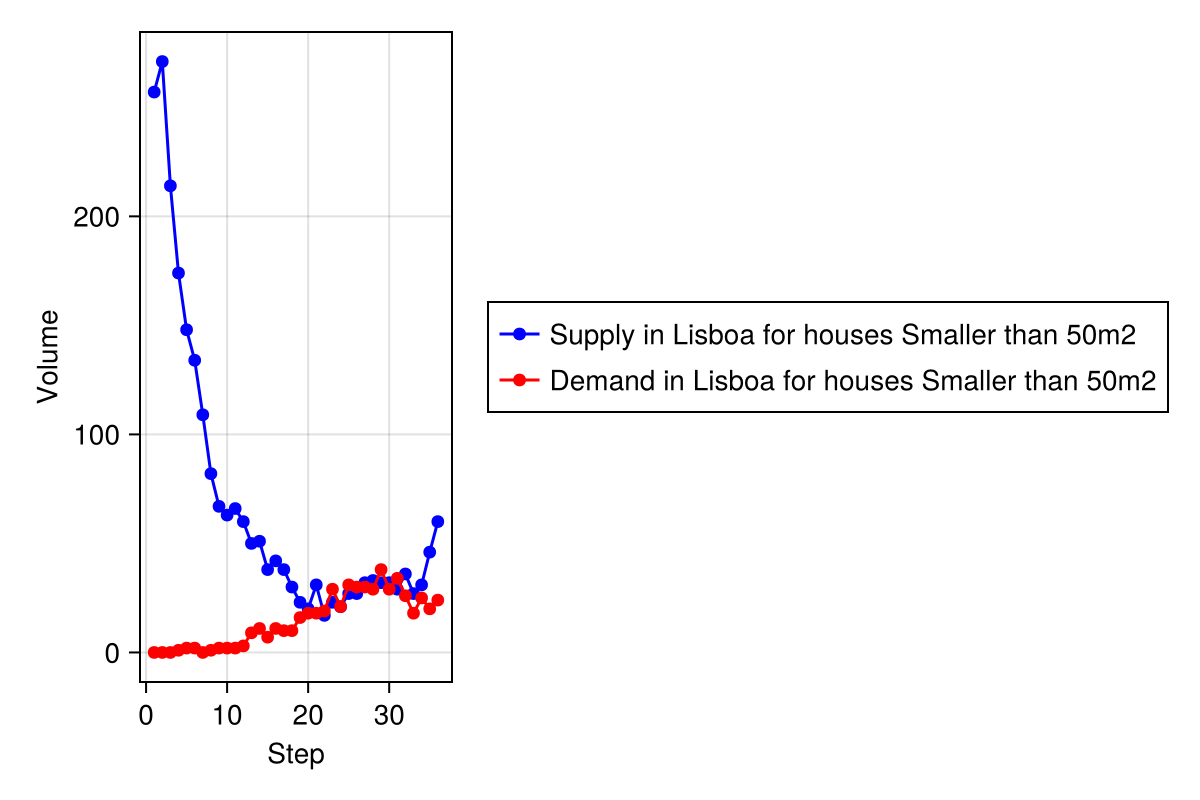 Volume
200
100
0
0 10 20 30
Step
Supply in Lisboa for houses Smaller than 50m2
Demand in Lisboa for houses Smaller than 50m2